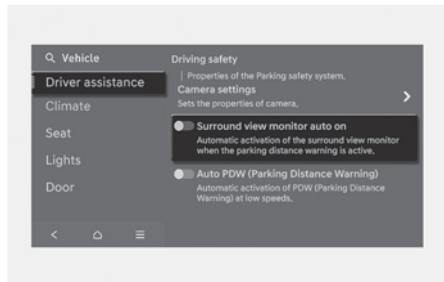 Vehicle
Driving safety
Driver assistance
Properties of the Parking safety system.
Camera settings
Sets the properties of camera.
Climate
Surround view monitor auto on
Automatic activation of the surround view monitor
when the parking distance warning is active.
Seat
Lights
Auto PDW (Parking Distance Warning)
Automatic activation of PDW (Parking Distance
Warning) at low speeds.
Door